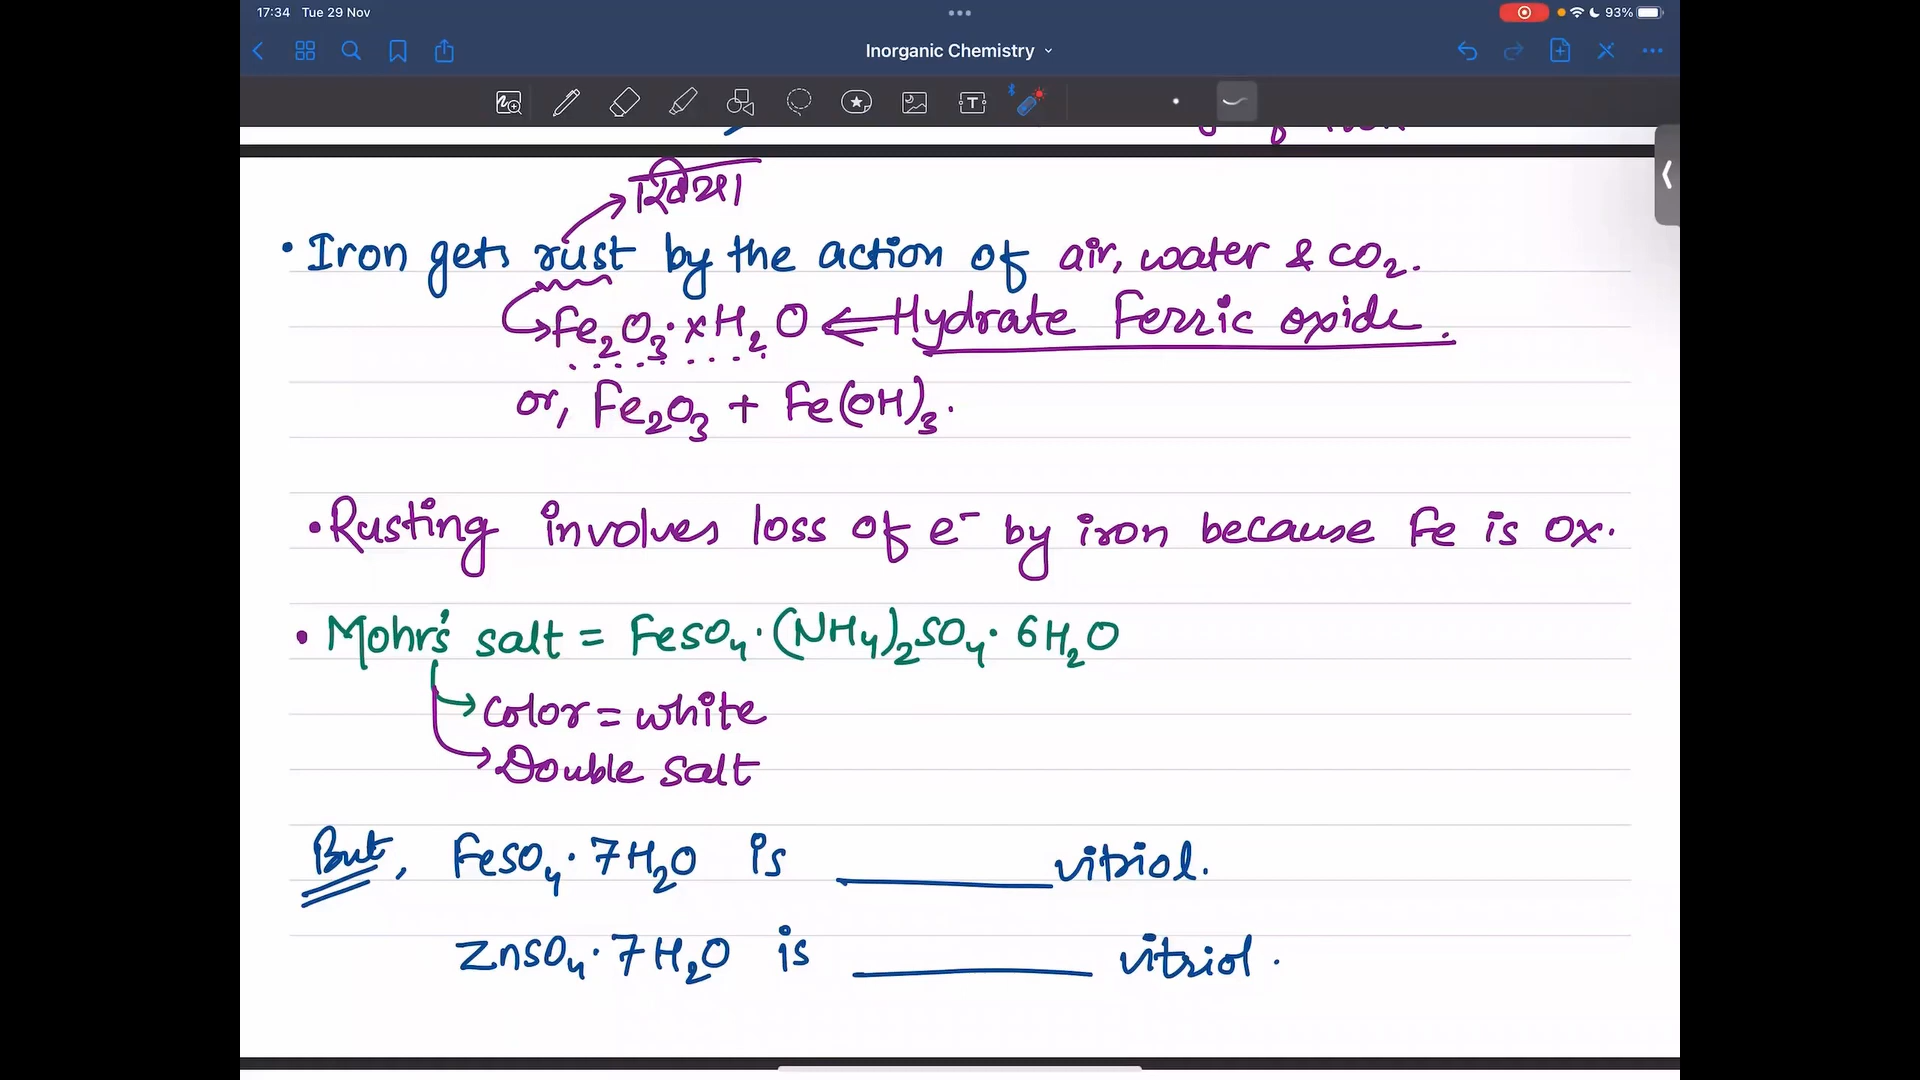 17:34 Tue 29 Nov
93%
Inorganic Chemistry
खिया
• Iron gets rust by the action of air, water & CO₂.
Fe₂O₃·xH₂O ⇐ Hydrate Ferric oxide.
or, Fe₂O₃ + Fe(OH)₃.
• Rusting involves loss of e⁻ by iron because Fe is ox.
• Mohr's salt = FeSO₄·(NH₄)₂SO₄·6H₂O
→ color = white
→ Double salt
But, FeSO₄·7H₂O is ________ vitriol.
ZnSO₄·7H₂O is ________ vitriol.